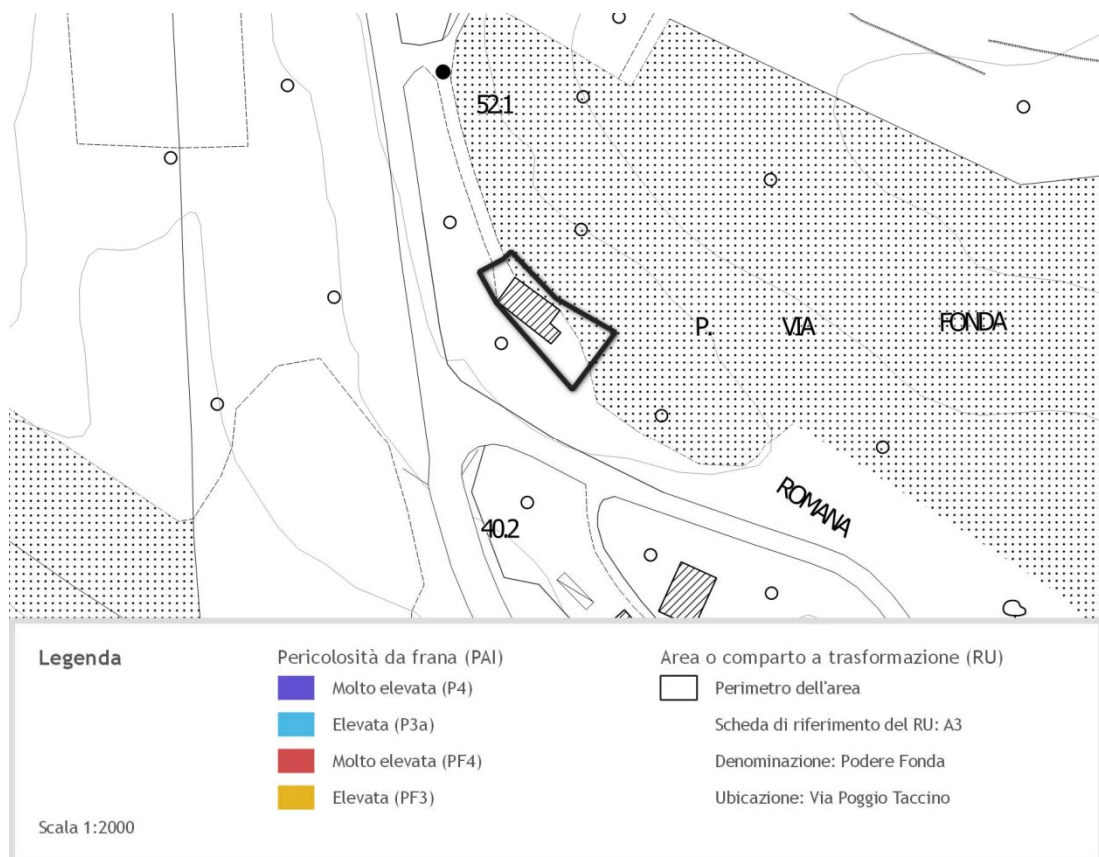 52.1
P. VIA FONDA
ROMANA
40.2
Legenda
Pericolosità da frana (PAI)
Molto elevata (P4)
Elevata (P3a)
Molto elevata (PF4)
Elevata (PF3)
Area o comparto a trasformazione (RU)
Perimetro dell'area
Scheda di riferimento del RU: A3
Denominazione: Podere Fonda
Ubicazione: Via Poggio Taccino
Scala 1:2000